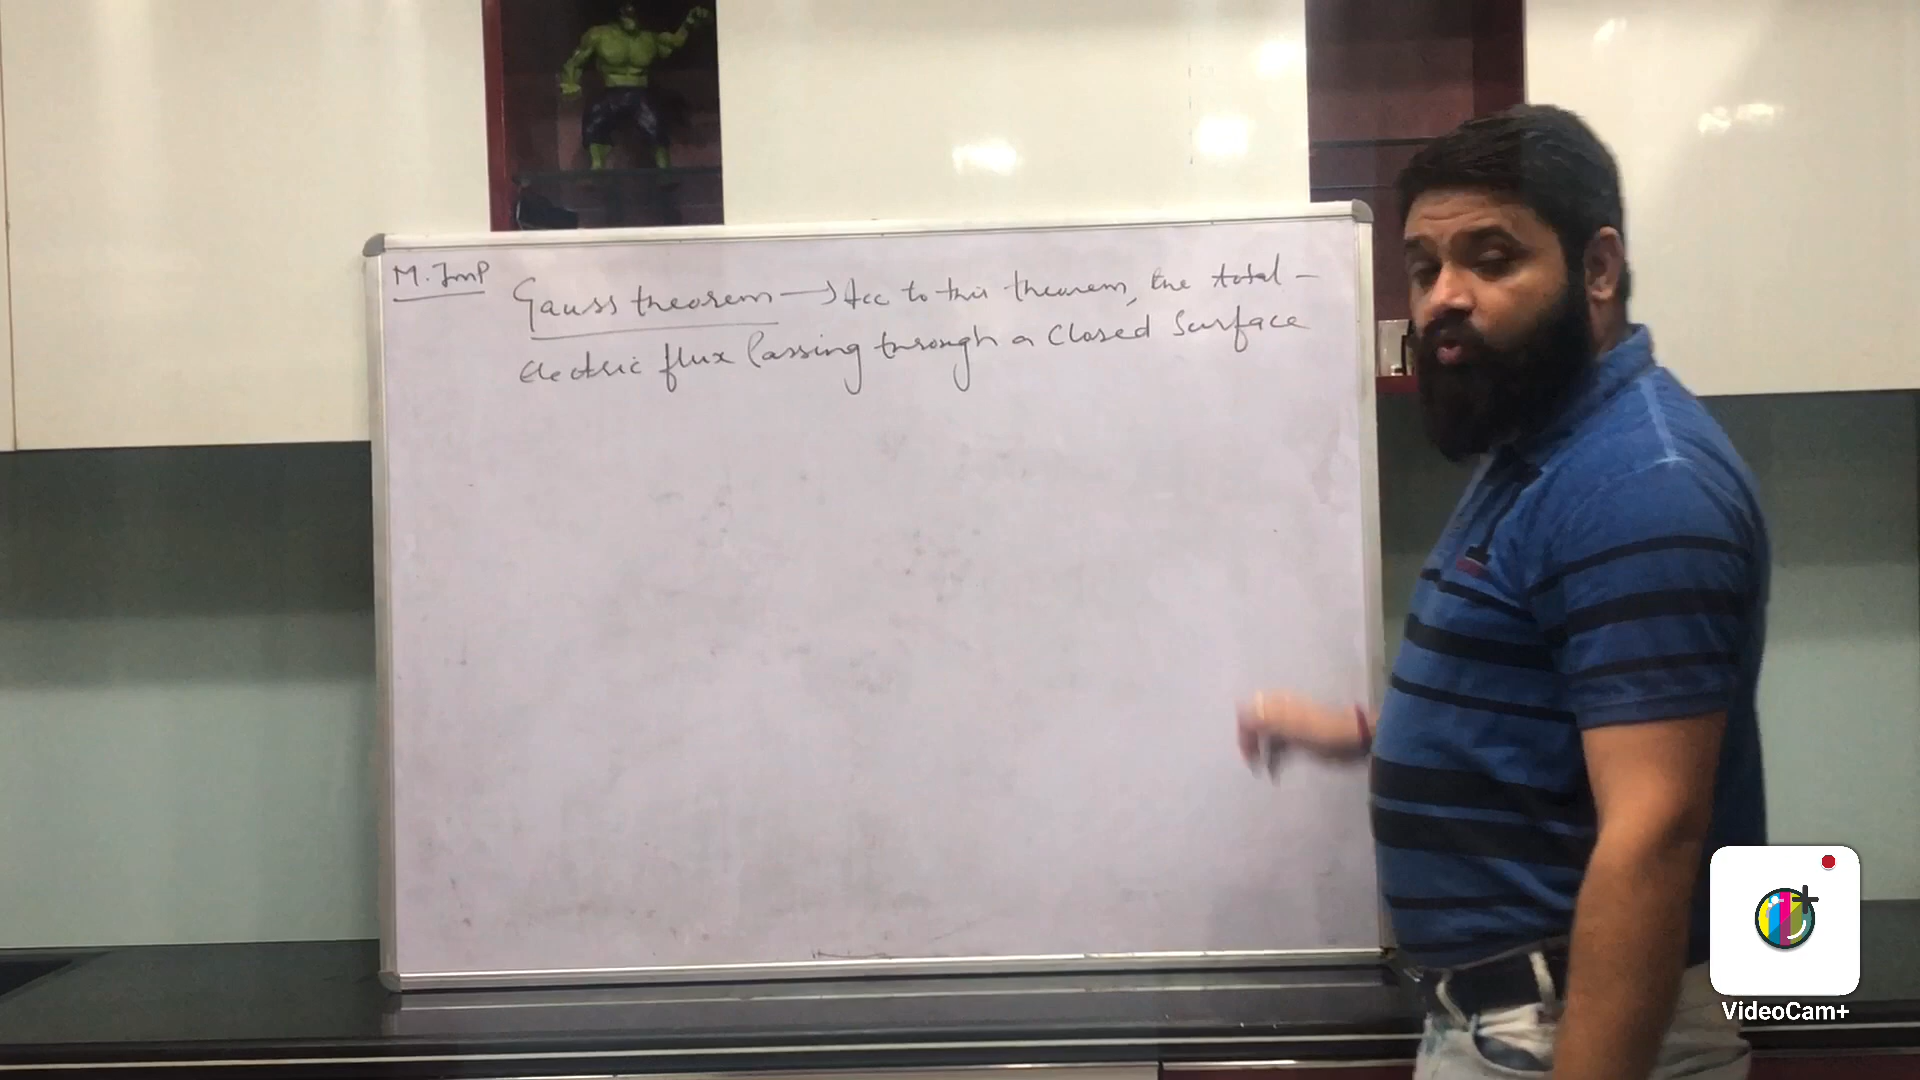 M. Imp
Gauss theorem → Acc to this theorem, the total -
electric flux passing through a closed surface
VideoCam+